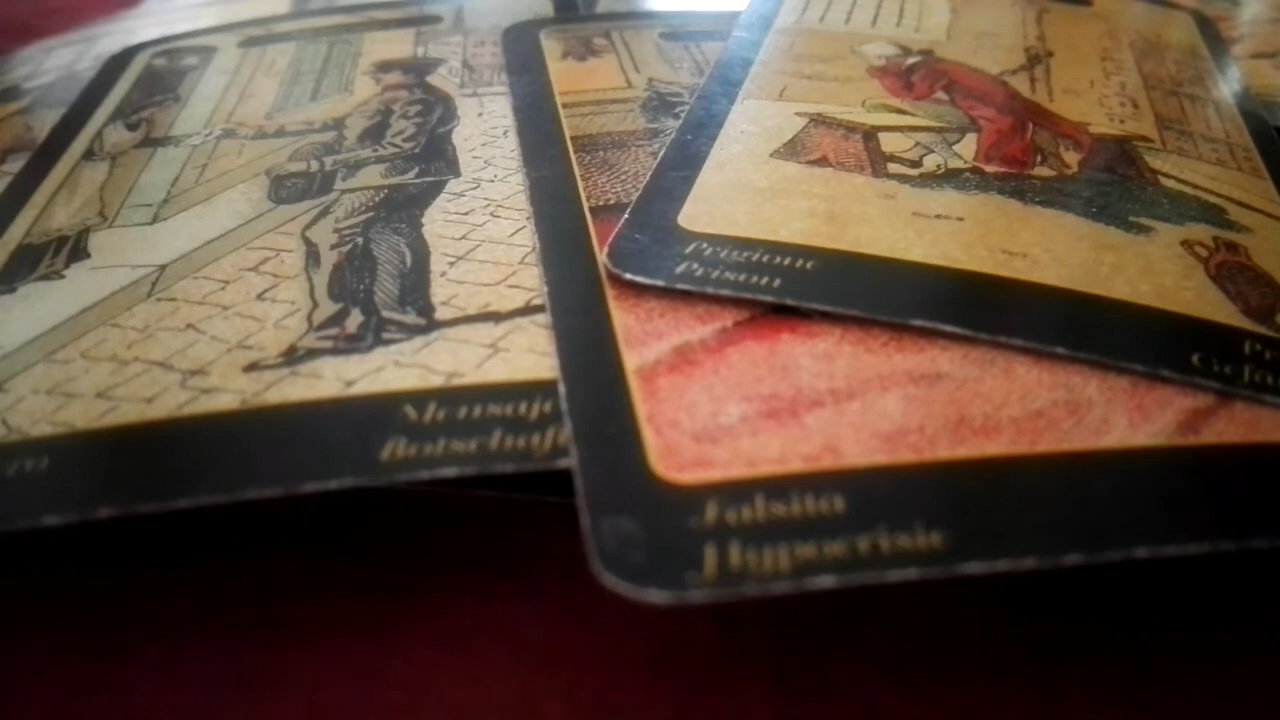 Prigione
Prison
Mensaje
Botschaft
Falsità
Hypocrisie